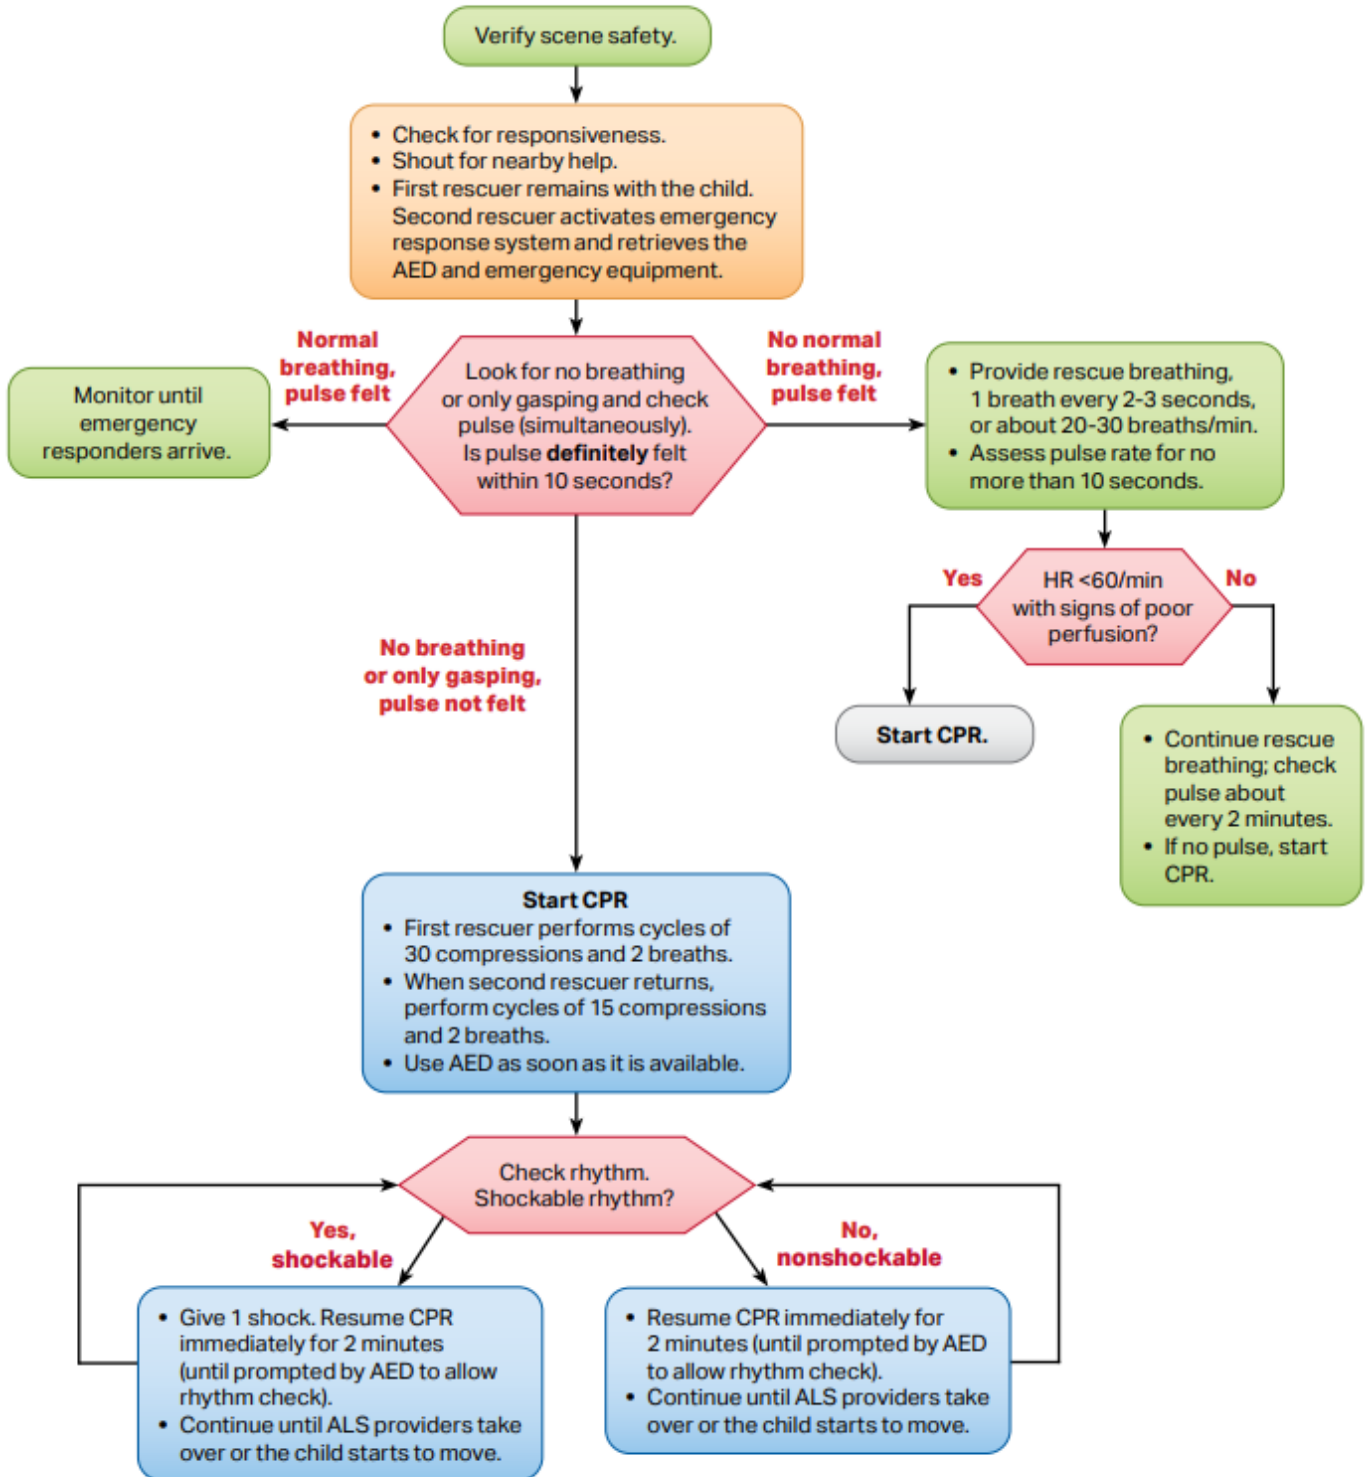 Verify scene safety.
• Check for responsiveness.
• Shout for nearby help.
• First rescuer remains with the child.
Second rescuer activates emergency
response system and retrieves the
AED and emergency equipment.
Normal
breathing,
pulse felt
No normal
breathing,
pulse felt
Monitor until
emergency
responders arrive.
Look for no breathing
or only gasping and check
pulse (simultaneously).
Is pulse definitely felt
within 10 seconds?
• Provide rescue breathing,
1 breath every 2-3 seconds,
or about 20-30 breaths/min.
• Assess pulse rate for no
more than 10 seconds.
Yes
HR <60/min
with signs of poor
perfusion?
No
No breathing
or only gasping,
pulse not felt
Start CPR.
• Continue rescue
breathing; check
pulse about
every 2 minutes.
• If no pulse, start
CPR.
Start CPR
• First rescuer performs cycles of
30 compressions and 2 breaths.
• When second rescuer returns,
perform cycles of 15 compressions
and 2 breaths.
• Use AED as soon as it is available.
Check rhythm.
Shockable rhythm?
Yes,
shockable
No,
nonshockable
• Give 1 shock. Resume CPR
immediately for 2 minutes
(until prompted by AED to allow
rhythm check).
• Continue until ALS providers take
over or the child starts to move.
• Resume CPR immediately for
2 minutes (until prompted by AED
to allow rhythm check).
• Continue until ALS providers take
over or the child starts to move.